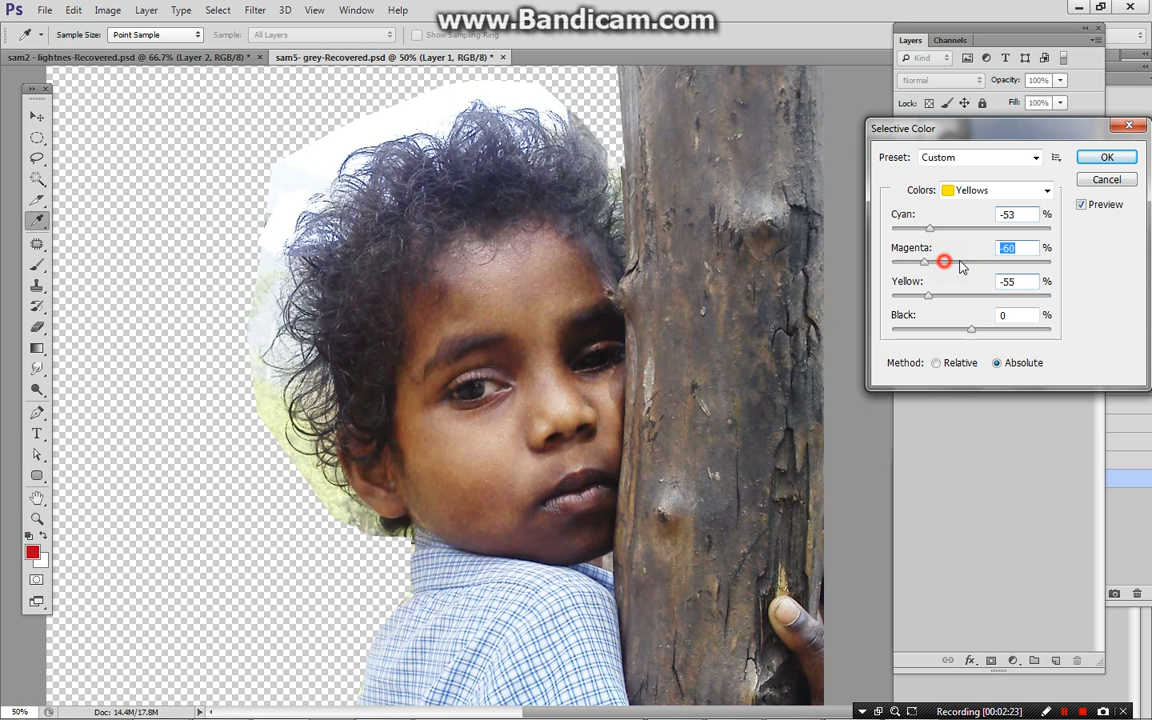 www.Bandicam.com
Ps File Edit Image Layer Type Select Filter 3D View Window Help
Sample Size: Point Sample Sample: All Layers Show Sampling Ring
sam2 - lightnes-Recovered.psd @ 66.7% (Layer 2, RGB/8) * × sam5- grey-Recovered.psd @ 50% (Layer 1, RGB/8) * ×
Layers Channels
Kind
Normal Opacity: 100%
Lock: Fill: 100%
Selective Color
Preset: Custom OK
Colors: Yellows Cancel
Preview
Cyan: -53 %
Magenta: -60 %
Yellow: -55 %
Black: 0 %
Method: Relative Absolute
T
fx
50% Doc: 14.4M/17.8M
Recording [00:02:23]